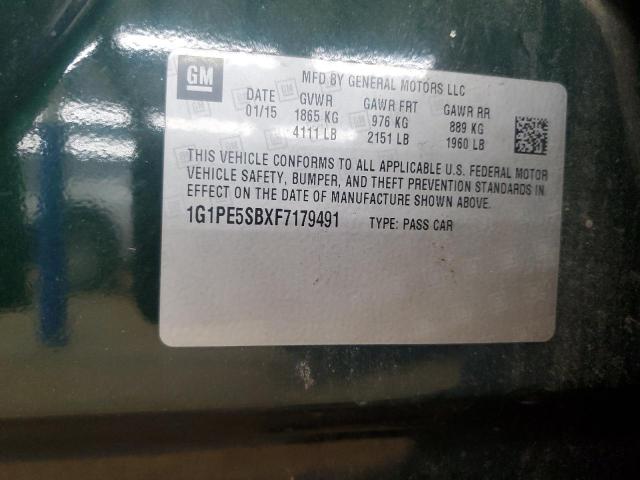 GM
MFD BY GENERAL MOTORS LLC
DATE GVWR GAWR FRT GAWR RR
01/15 1865 KG 976 KG 889 KG
4111 LB 2151 LB 1960 LB
THIS VEHICLE CONFORMS TO ALL APPLICABLE U.S. FEDERAL MOTOR
VEHICLE SAFETY, BUMPER, AND THEFT PREVENTION STANDARDS IN
EFFECT ON THE DATE OF MANUFACTURE SHOWN ABOVE.
1G1PE5SBXF7179491 TYPE: PASS CAR